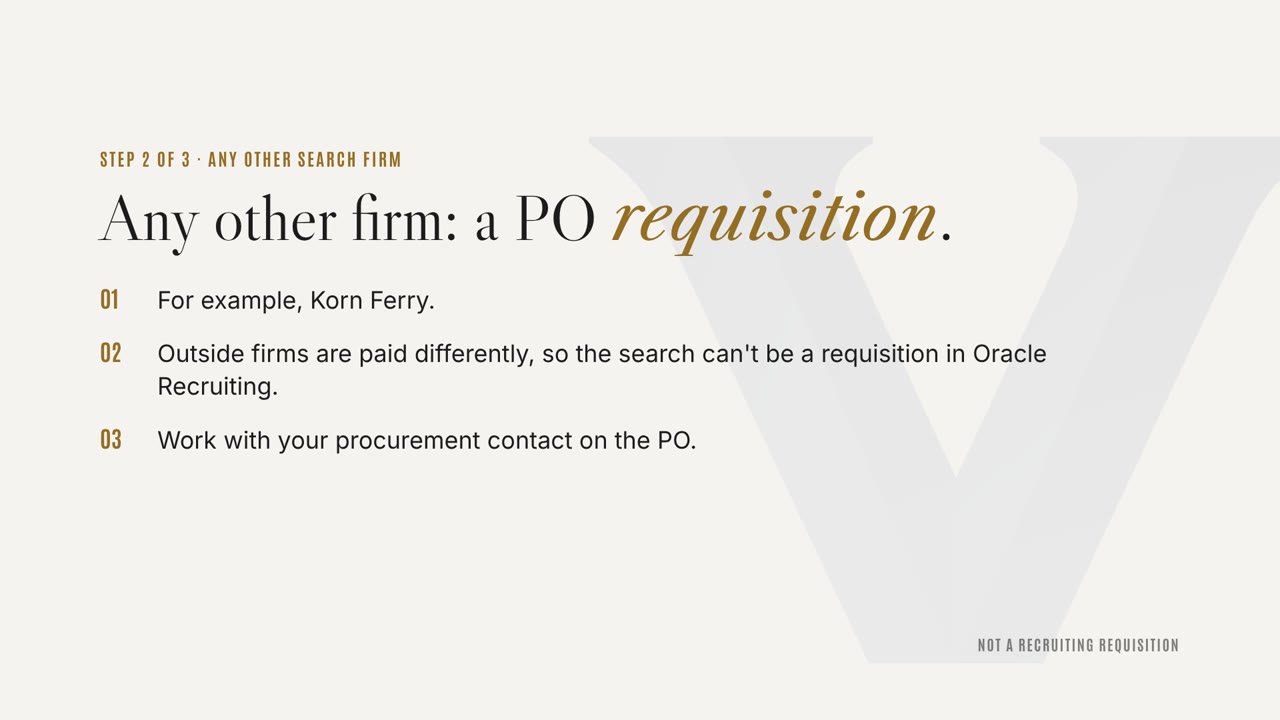 STEP 2 OF 3 · ANY OTHER SEARCH FIRM
Any other firm: a PO requisition.
01 For example, Korn Ferry.
02 Outside firms are paid differently, so the search can't be a requisition in Oracle
Recruiting.
03 Work with your procurement contact on the PO.
NOT A RECRUITING REQUISITION